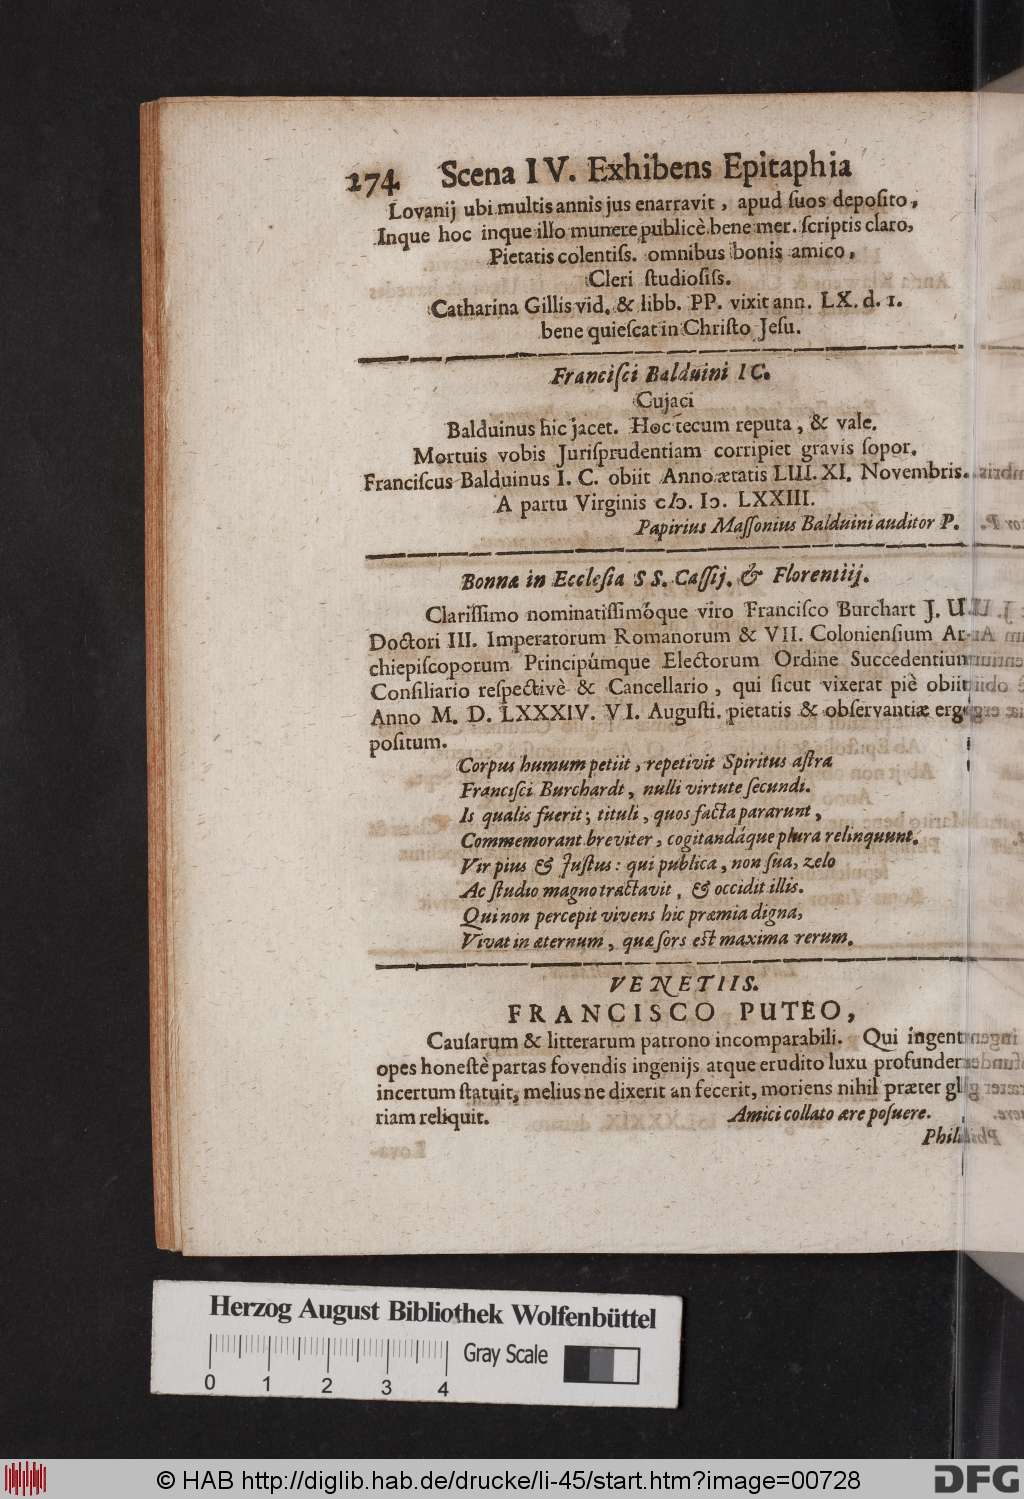 274 Scena IV. Exhibens Epitaphia
Lovanij ubi multis annis jus enarravit, apud ſuos depoſito,
Inque hoc inque illo munere publicè bene mer. ſcriptis claro,
Pietatis colentiſs. omnibus bonis amico,
Cleri ſtudioſiſs.
Catharina Gillis vid. & libb. PP. vixit ann. LX. d. 1.
bene quieſcat in Chriſto Jeſu.
Franciſci Balduini IC.
Cujaci
Balduinus hic jacet. Hoc tecum reputa, & vale.
Mortuis vobis Juriſprudentiam corripiet gravis ſopor.
Franciſcus Balduinus I. C. obiit Anno ætatis LIII. XI. Novembris.
A partu Virginis cIɔ. Iɔ. LXXIII.
Papirius Maſſonius Balduini auditor P.
Bonnæ in Eccleſia SS. Caſſij. & Florentiij.
Clariſſimo nominatiſſimóque viro Franciſco Burchart J. U.
Doctori III. Imperatorum Romanorum & VII. Colonienſium Ar-
chiepiſcoporum Principúmque Electorum Ordine Succedentium
Conſiliario reſpectivè & Cancellario, qui ſicut vixerat piè obiit
Anno M. D. LXXXIV. VI. Auguſti. pietatis & obſervantiæ ergo
poſitum.
Corpus humum petiit, repetivit Spiritus aſtra
Franciſci Burchardt, nulli virtute ſecundi.
Is qualis fuerit; tituli, quos facta pararunt,
Commemorant breviter, cogitandáque plura relinquunt.
Vir pius & Juſtus: qui publica, non ſua, zelo
Ac ſtudio magno tractavit, & occidit illis.
Qui non percepit vivens hic præmia digna,
Vivat in æternum, quæ ſors eſt maxima rerum.
VENETIIS.
FRANCISCO PUTEO,
Cauſarum & litterarum patrono incomparabili. Qui ingent
opes honeſtè partas fovendis ingenijs atque erudito luxu profunder
incertum ſtatuit, melius ne dixerit an fecerit, moriens nihil præter gl
riam reliquit. Amici collato ære poſuere.
Phil
Herzog August Bibliothek Wolfenbüttel
Gray Scale
0 1 2 3 4
© HAB http://diglib.hab.de/drucke/li-45/start.htm?image=00728
DFG